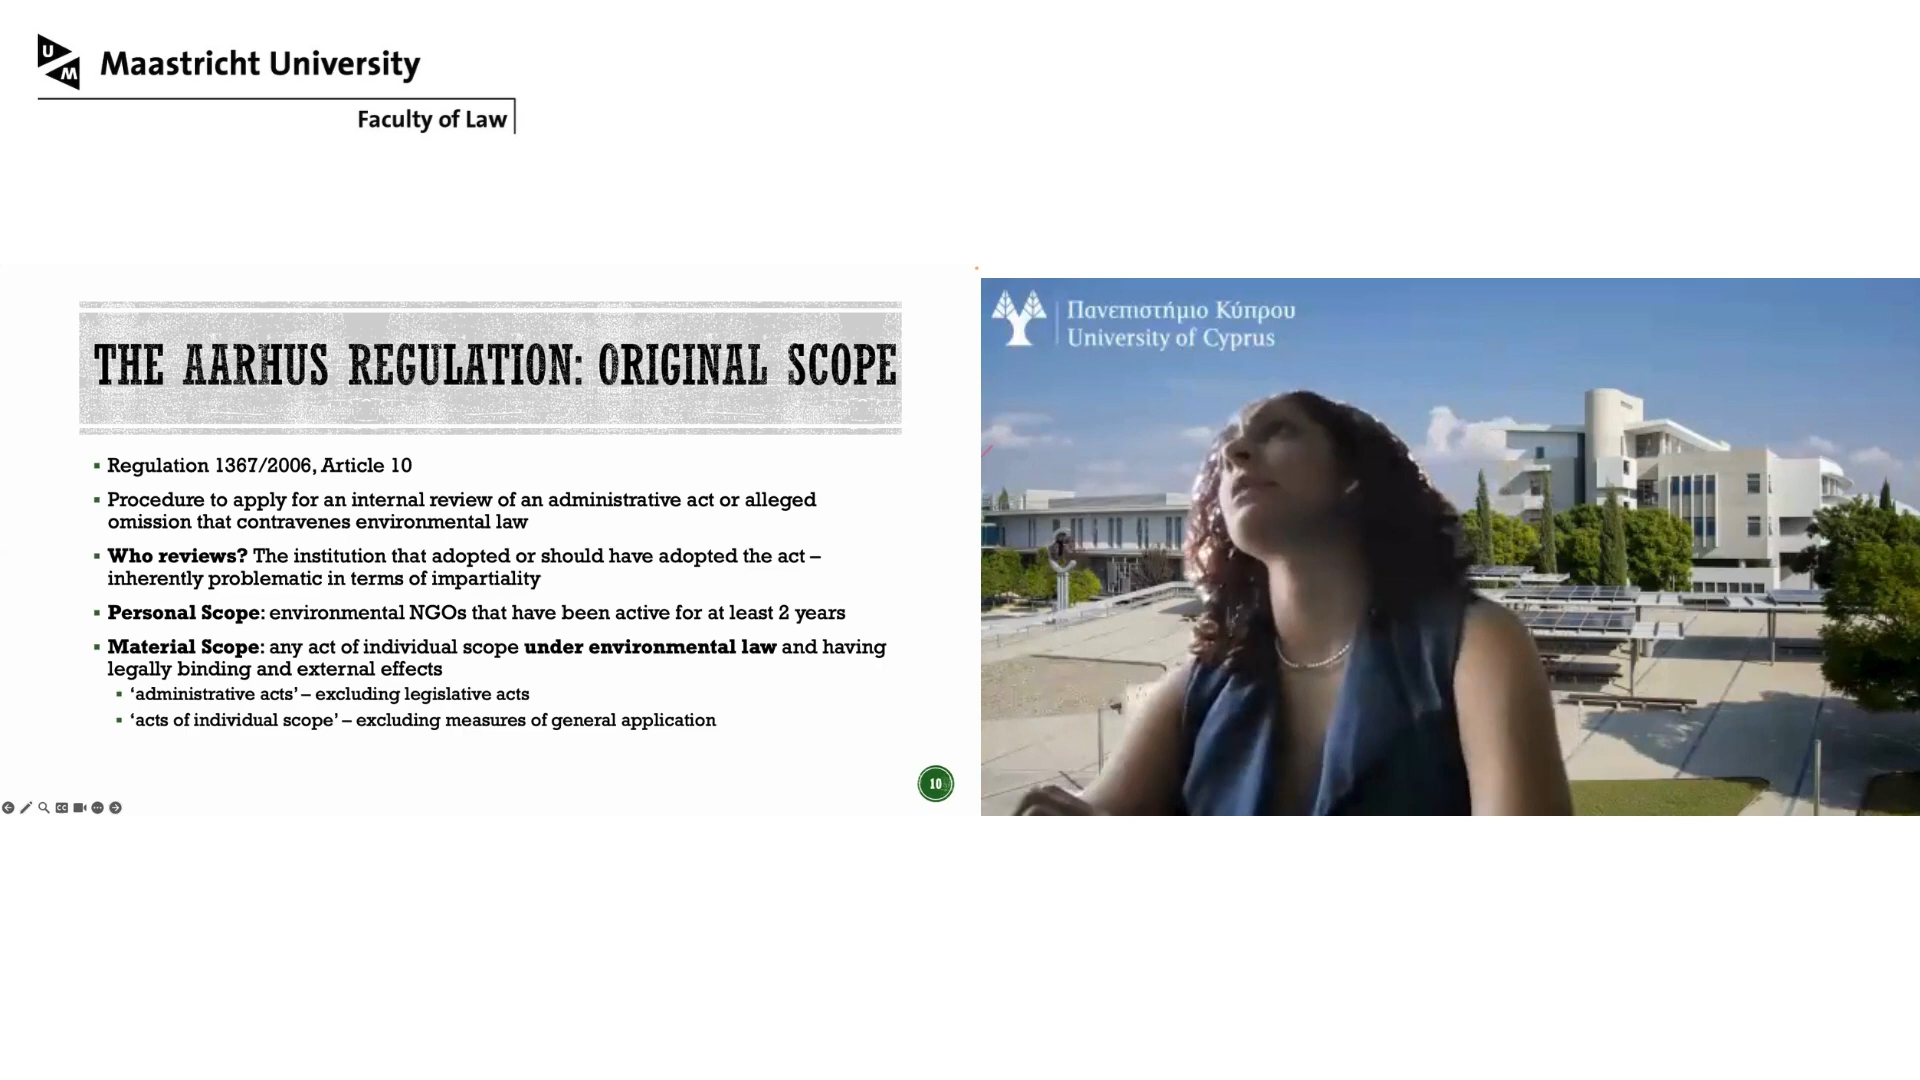 U
M
Maastricht University
Faculty of Law
THE AARHUS REGULATION: ORIGINAL SCOPE
▪ Regulation 1367/2006, Article 10
▪ Procedure to apply for an internal review of an administrative act or alleged
omission that contravenes environmental law
▪ Who reviews? The institution that adopted or should have adopted the act –
inherently problematic in terms of impartiality
▪ Personal Scope: environmental NGOs that have been active for at least 2 years
▪ Material Scope: any act of individual scope under environmental law and having
legally binding and external effects
▪ ‘administrative acts’ – excluding legislative acts
▪ ‘acts of individual scope’ – excluding measures of general application
10
Πανεπιστήμιο Κύπρου
University of Cyprus